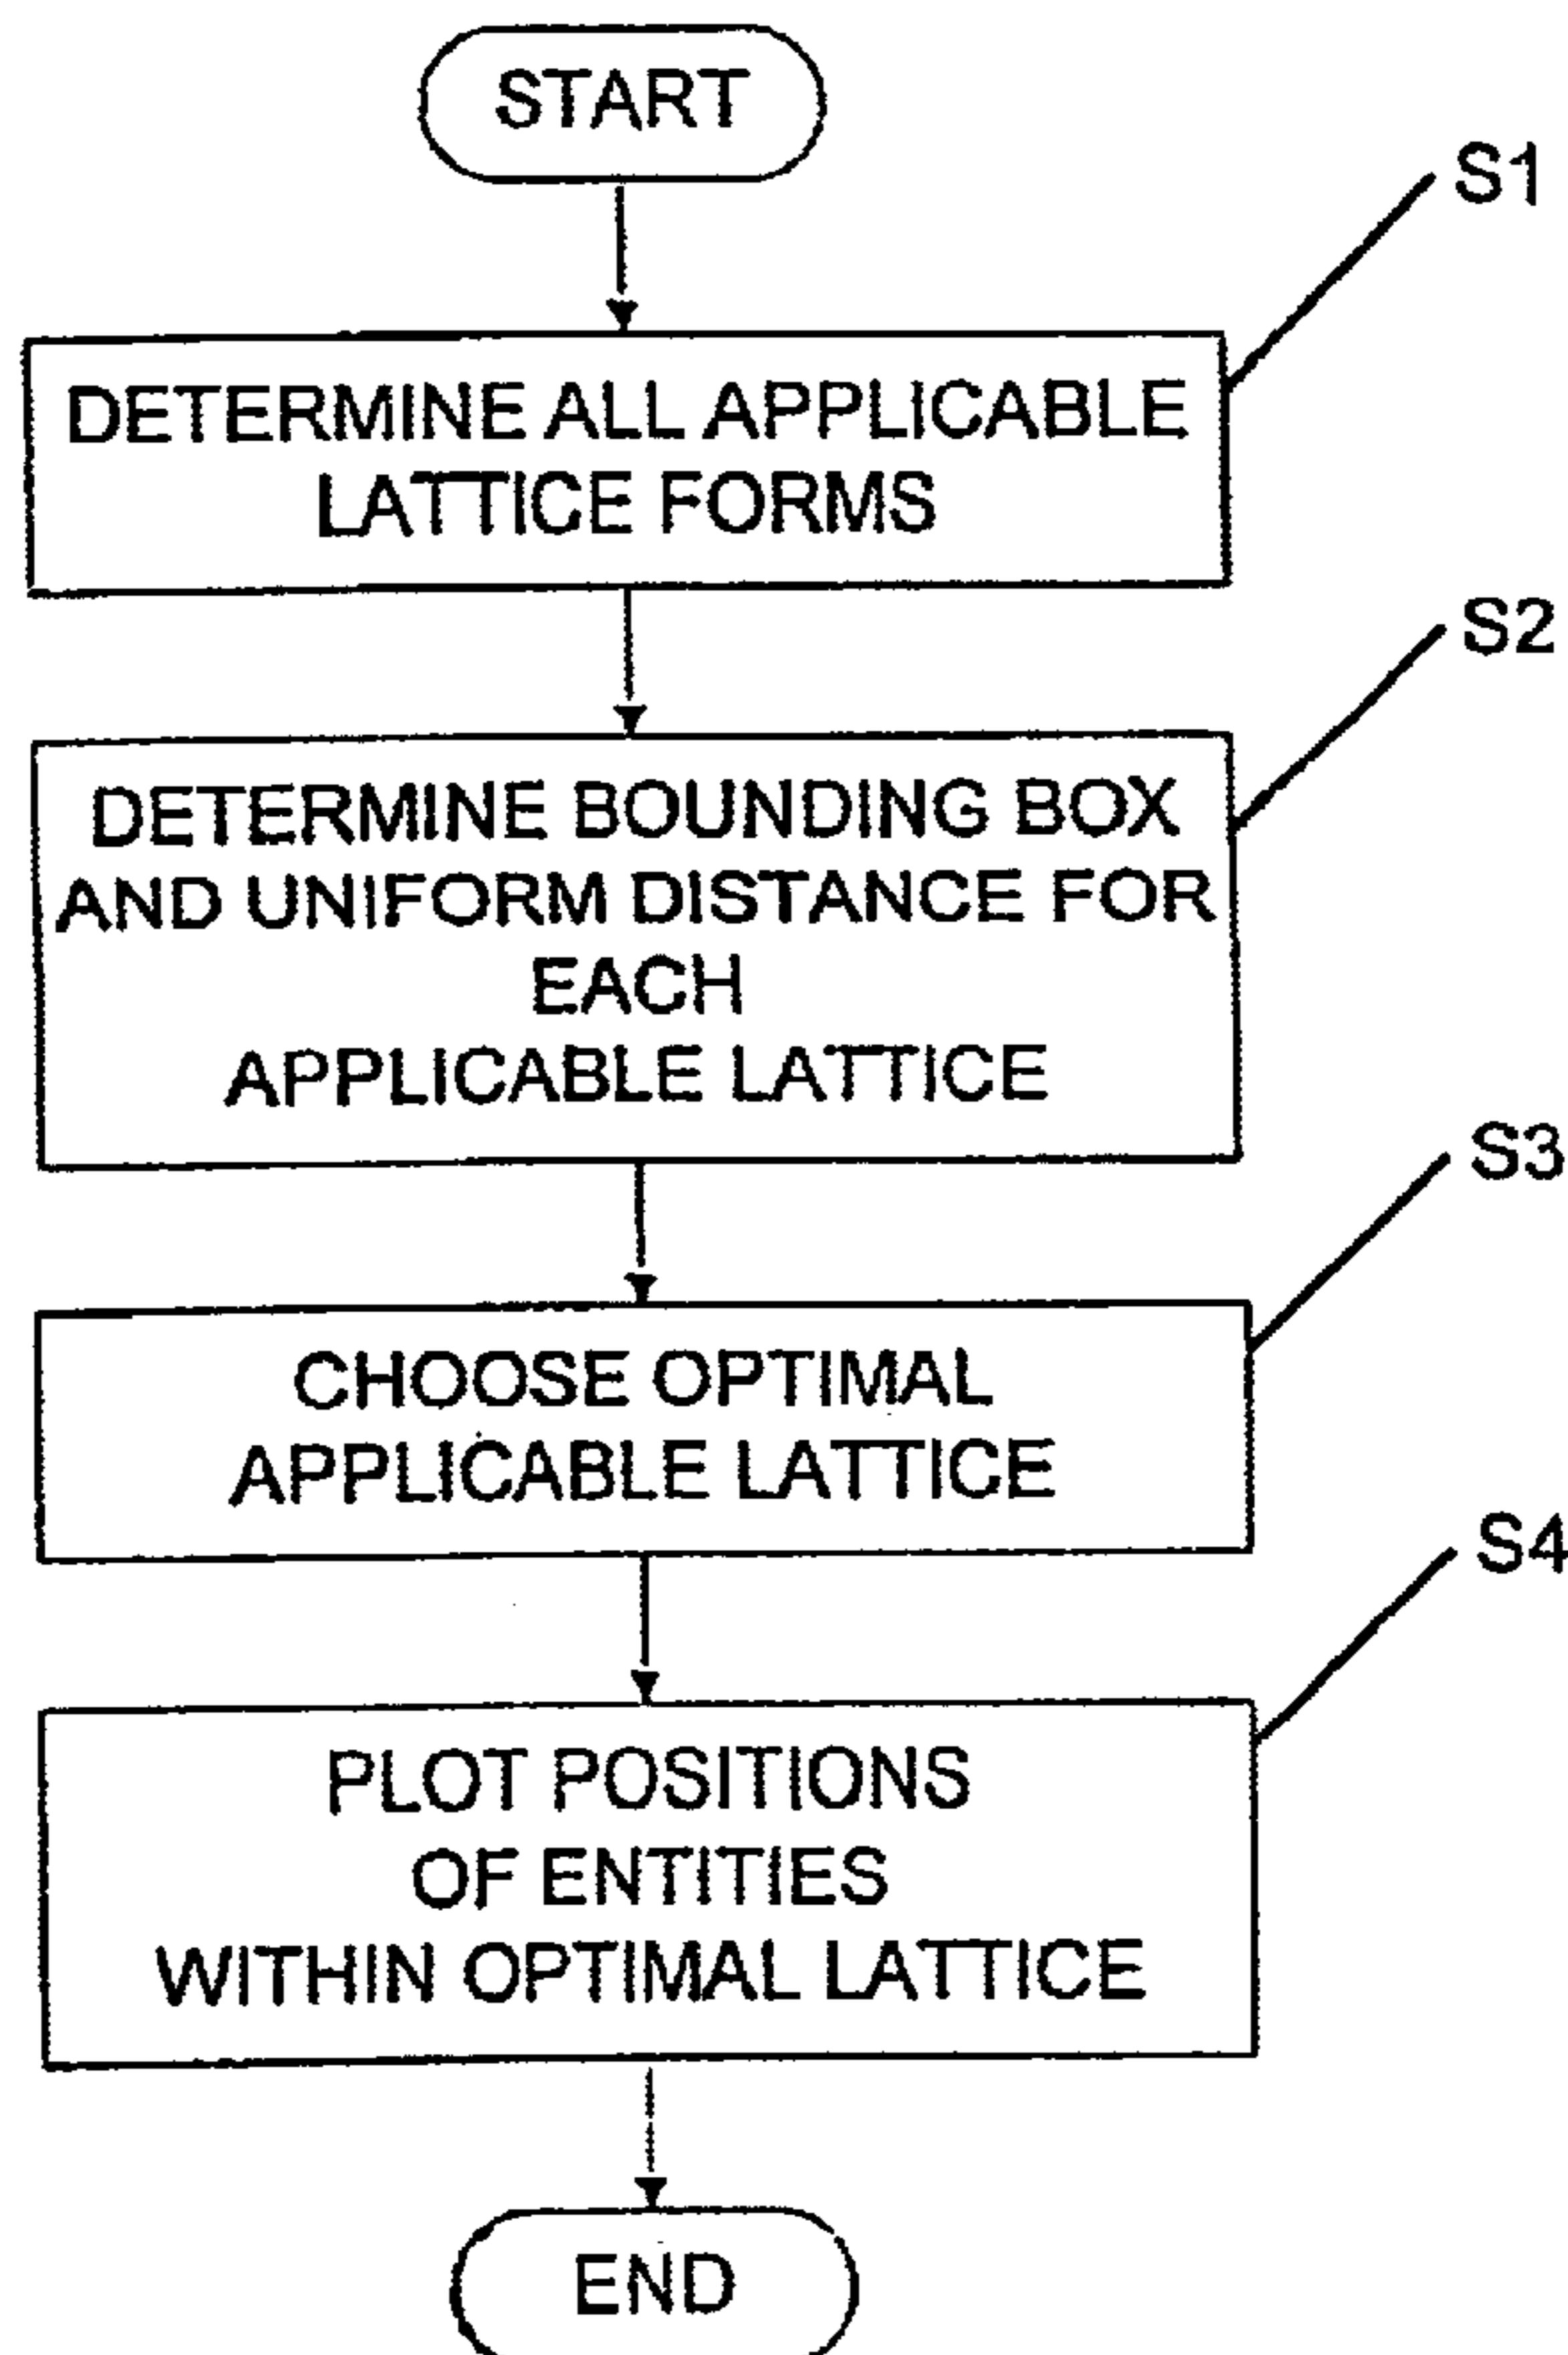 START
S1
DETERMINE ALL APPLICABLE
LATTICE FORMS
S2
DETERMINE BOUNDING BOX
AND UNIFORM DISTANCE FOR
EACH
APPLICABLE LATTICE
S3
CHOOSE OPTIMAL
APPLICABLE LATTICE
S4
PLOT POSITIONS
OF ENTITIES
WITHIN OPTIMAL LATTICE
END